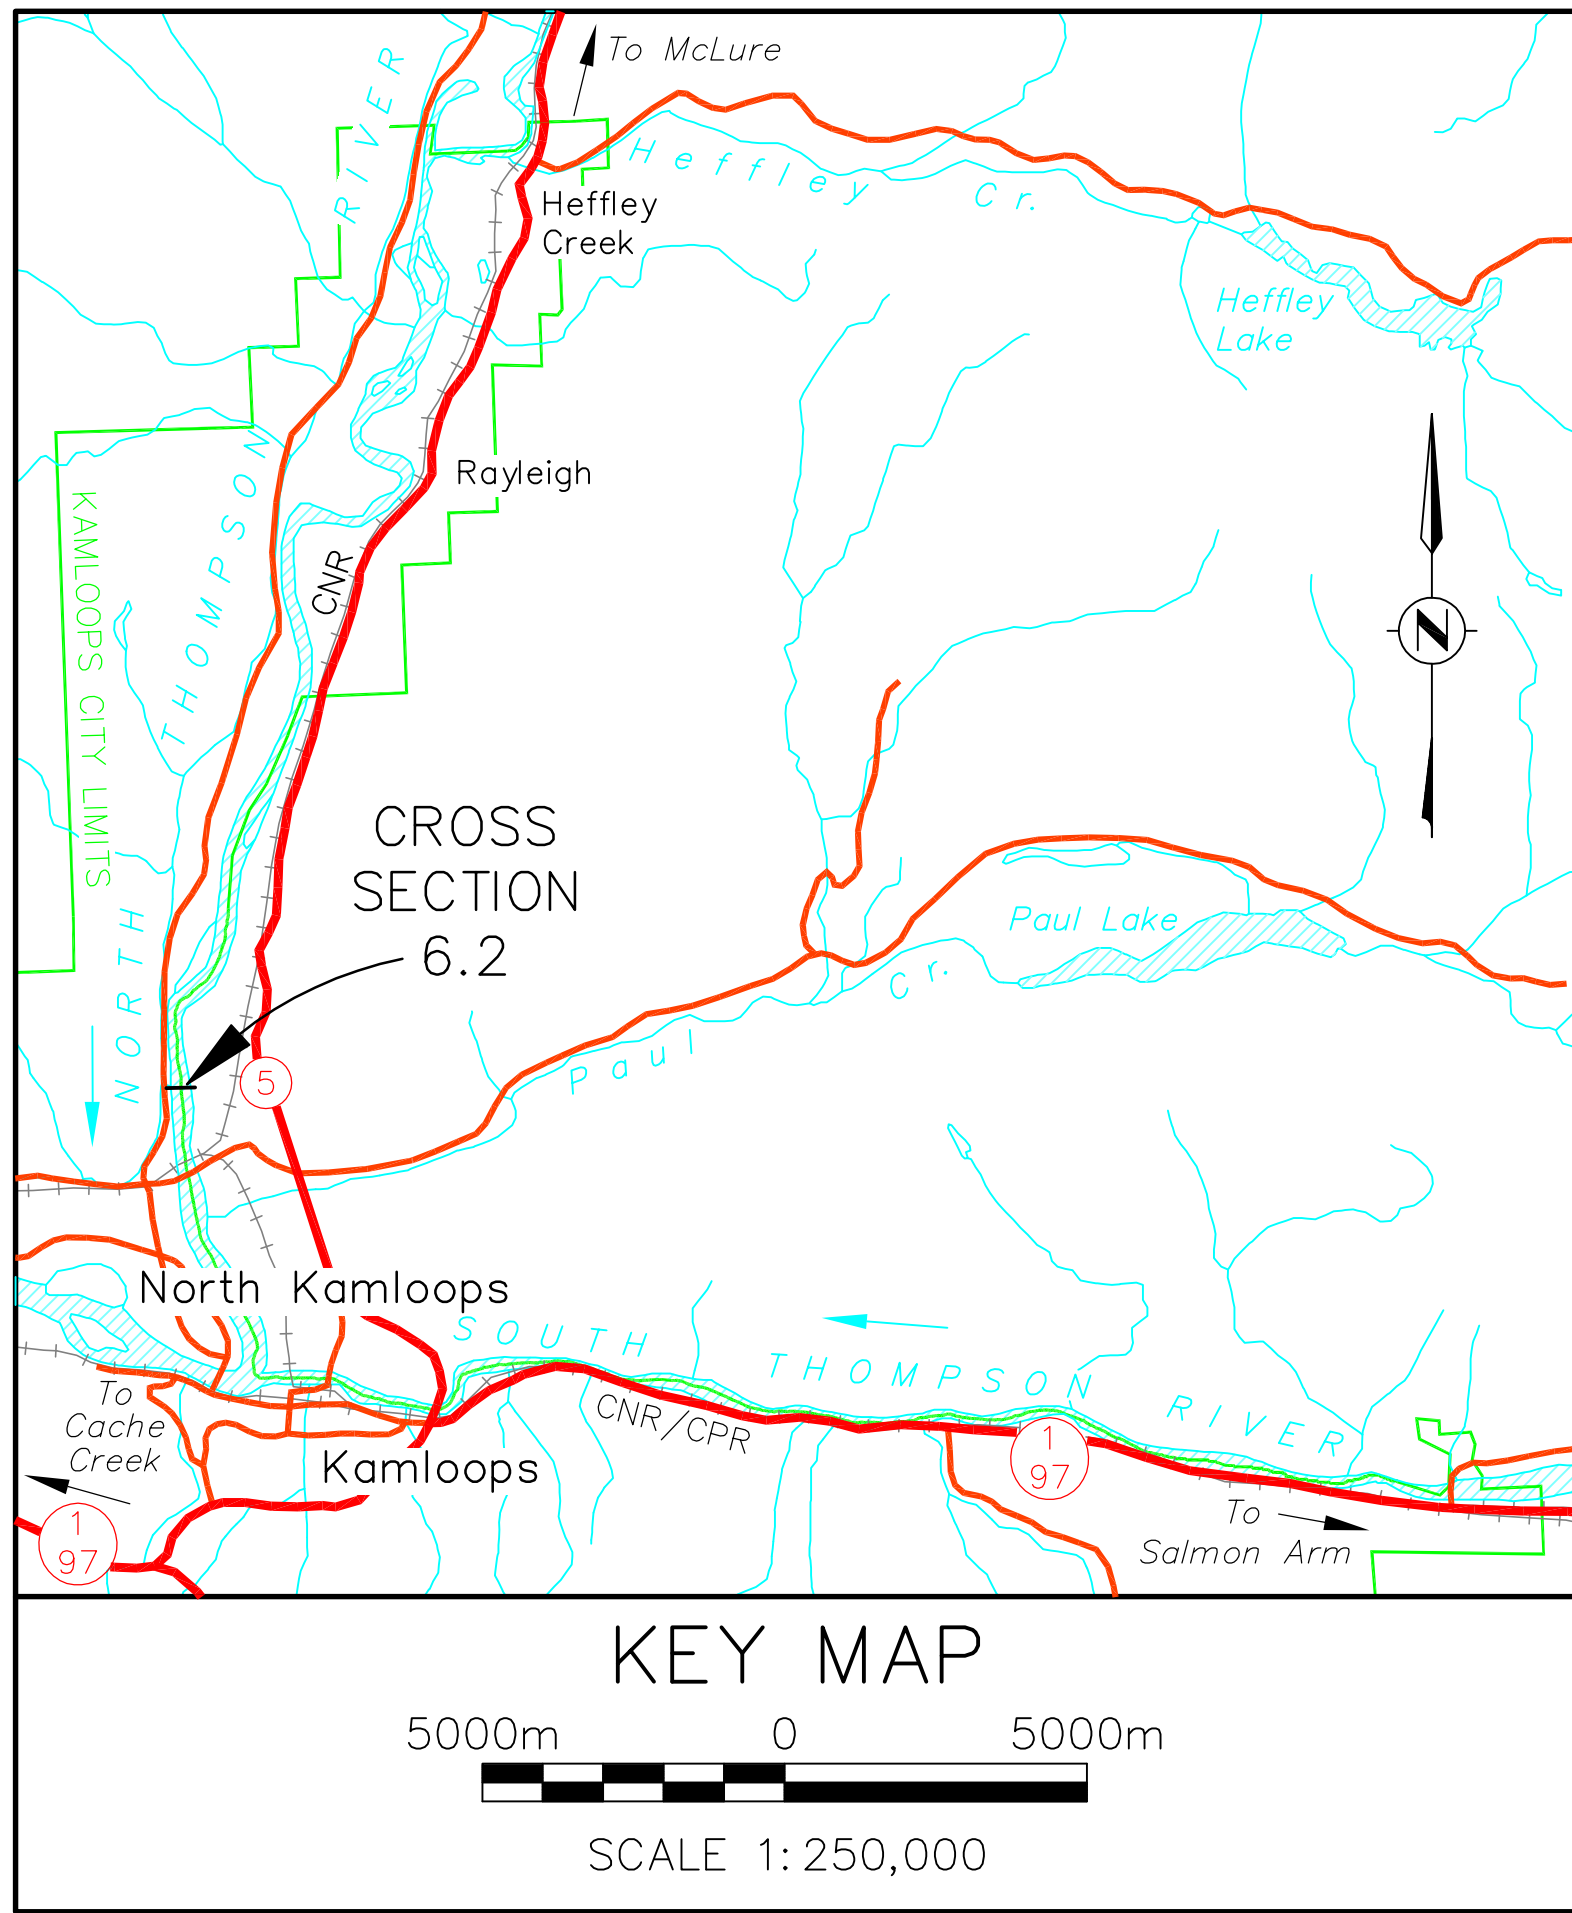 To McLure
RIVER
Heffley Cr.
Heffley
Creek
Heffley
Lake
THOMPSON
Rayleigh
KAMLOOPS CITY LIMITS
CNR
N
CROSS
SECTION
6.2
NORTH
Paul Lake
Paul Cr.
5
North Kamloops
SOUTH THOMPSON RIVER
To
Cache
Creek
CNR/CPR
Kamloops
1
97
1
97
To
Salmon Arm
KEY MAP
5000m 0 5000m
SCALE 1:250,000